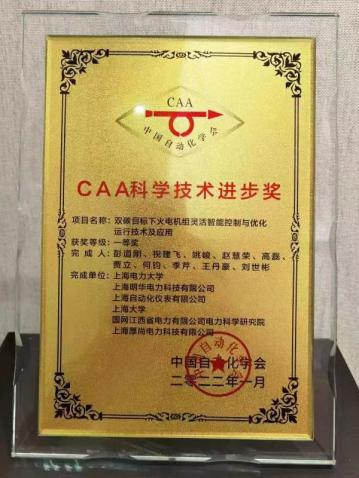 CAA
中国自动化学会
CAA科学技术进步奖
项目名称：双碳目标下火电机组灵活智能控制与优化
运行技术及应用
获奖等级：一等奖
完成人：彭道刚、祝建飞、姚峻、赵慧荣、高磊、
贾立、何钧、季芹、王丹豪、刘世彬
完成单位：上海电力大学
上海明华电力科技有限公司
上海自动化仪表有限公司
上海大学
国网江西省电力有限公司电力科学研究院
上海厚尚电力科技有限公司
中国自动化学会
二〇二二年一月